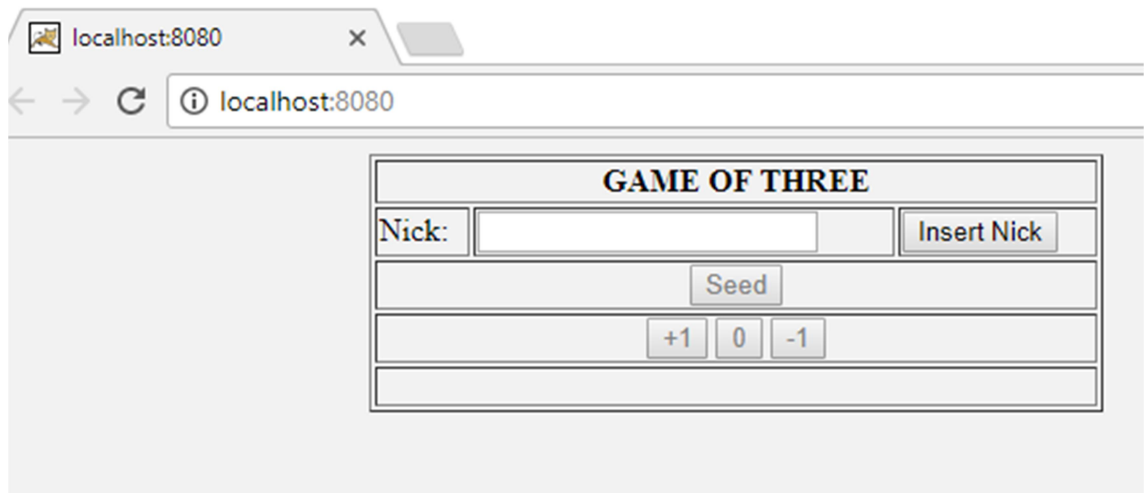 localhost:8080
localhost:8080
GAME OF THREE
Nick: Insert Nick
Seed
+1 0 -1